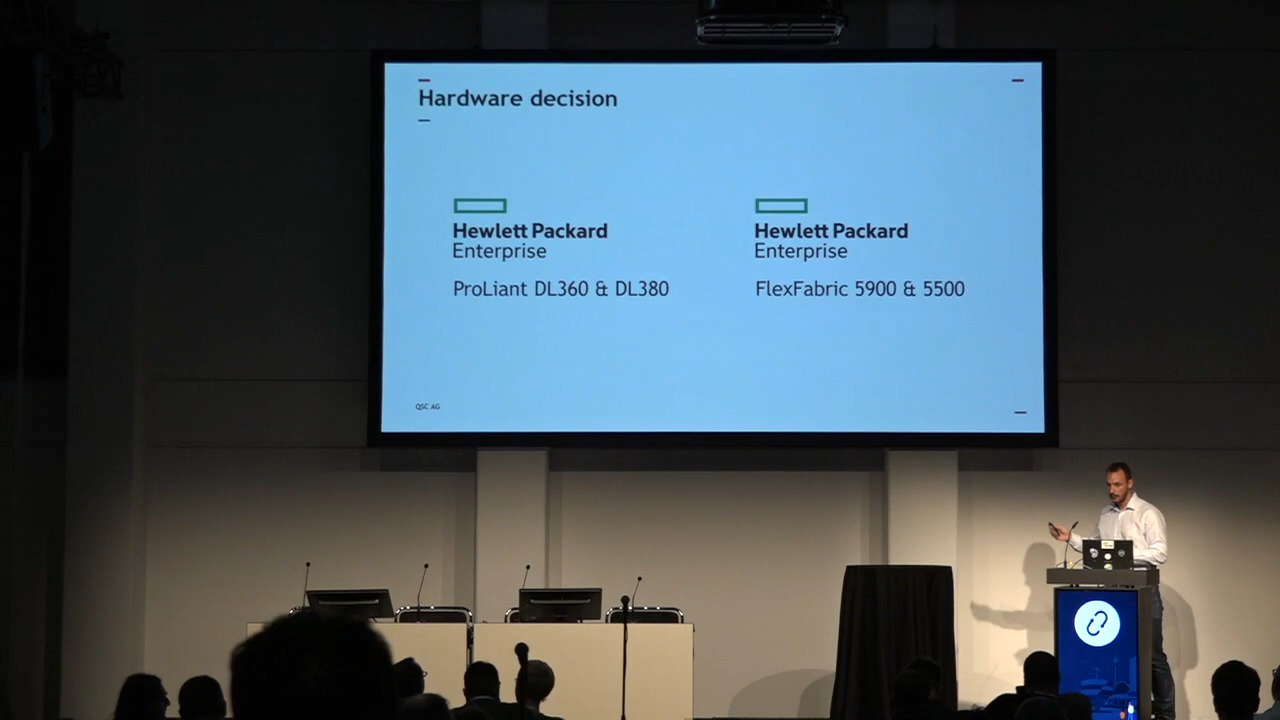 Hardware decision
Hewlett Packard
Enterprise
ProLiant DL360 & DL380
Hewlett Packard
Enterprise
FlexFabric 5900 & 5500
QSC AG